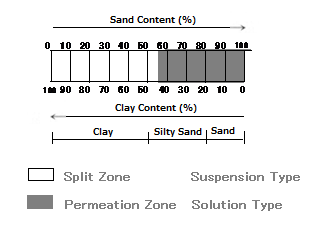 Sand Content (%)
0 10 20 30 40 50 60 70 80 90 100
100 90 80 70 60 50 40 30 20 10 0
Clay Content (%)
Clay Silty Sand Sand
Split Zone Suspension Type
Permeation Zone Solution Type